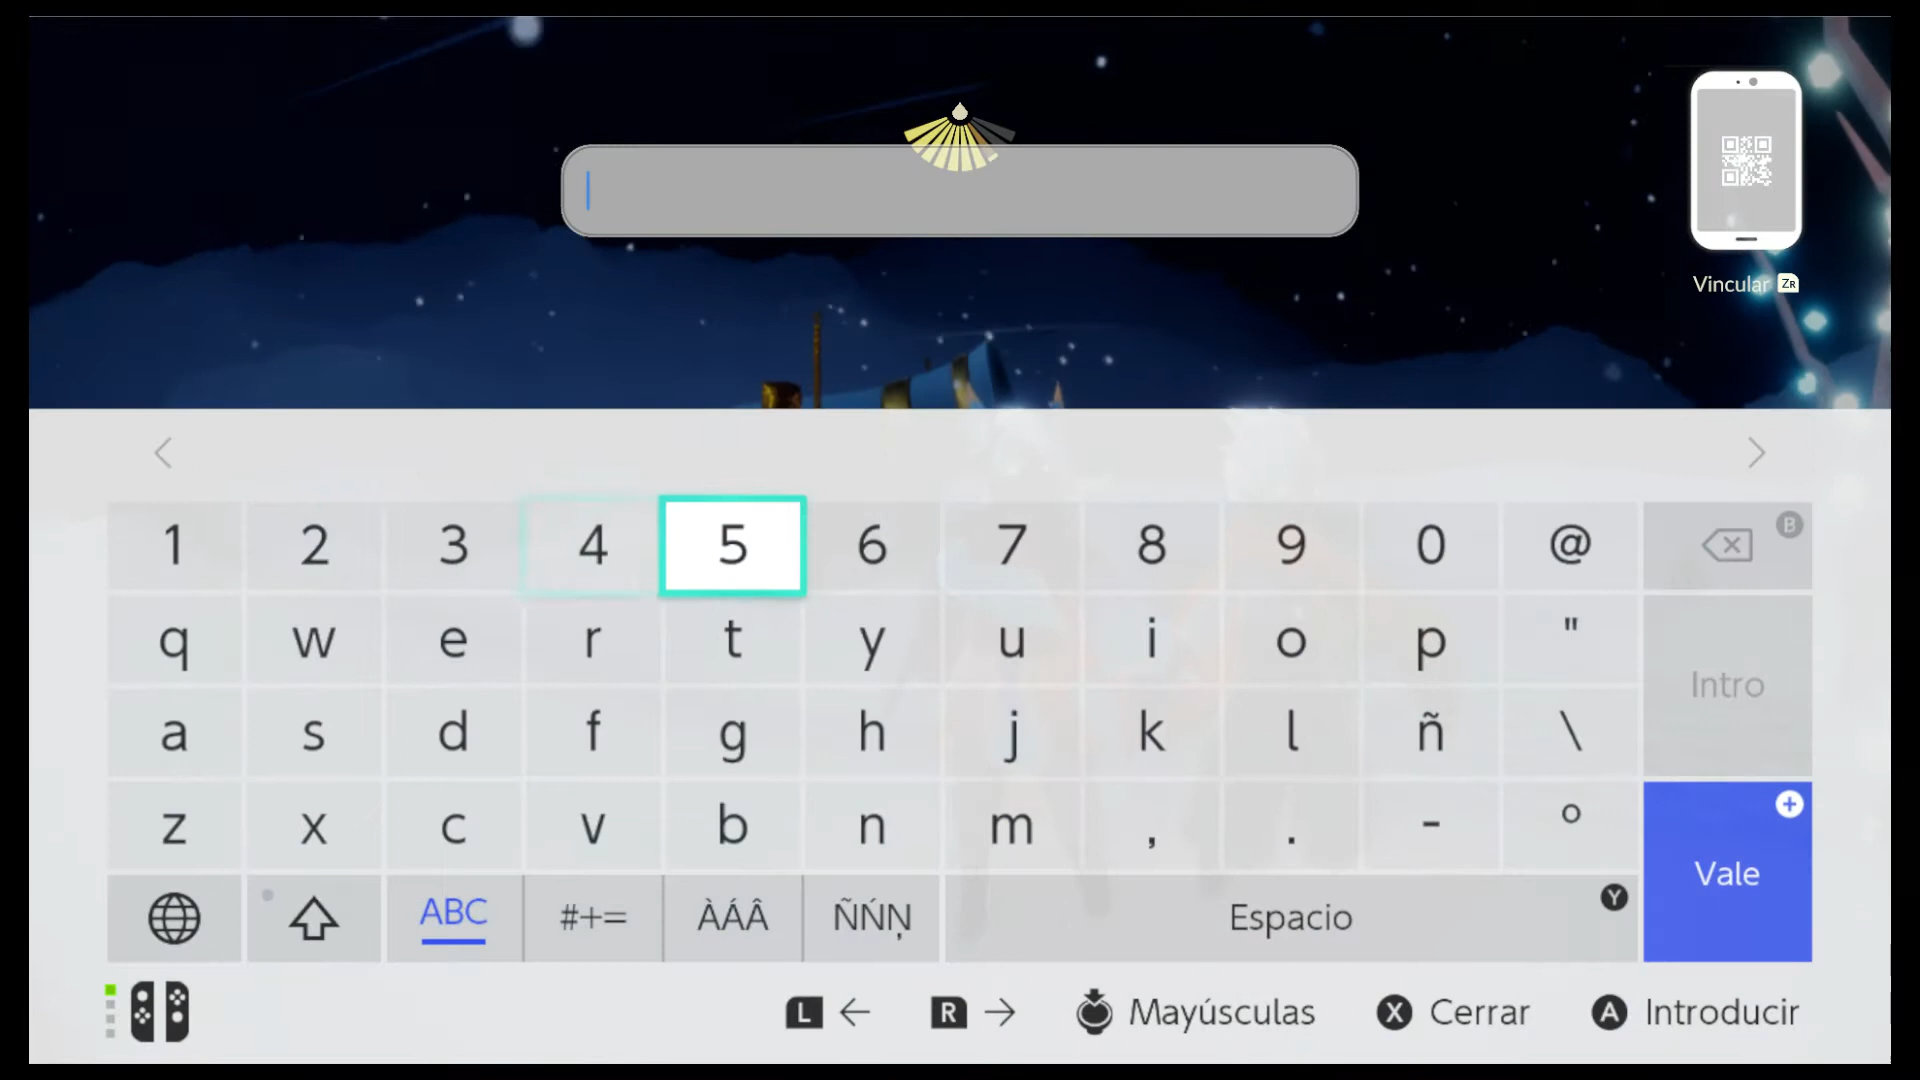 Vincular ZR
1 2 3 4 5 6 7 8 9 0 @ B
q w e r t y u i o p "
Intro
a s d f g h j k l ñ \
z x c v b n m , . - º
Vale
ABC #+= ÀÁÂ ÑŃŅ Espacio Y
L ← R → Mayúsculas X Cerrar A Introducir